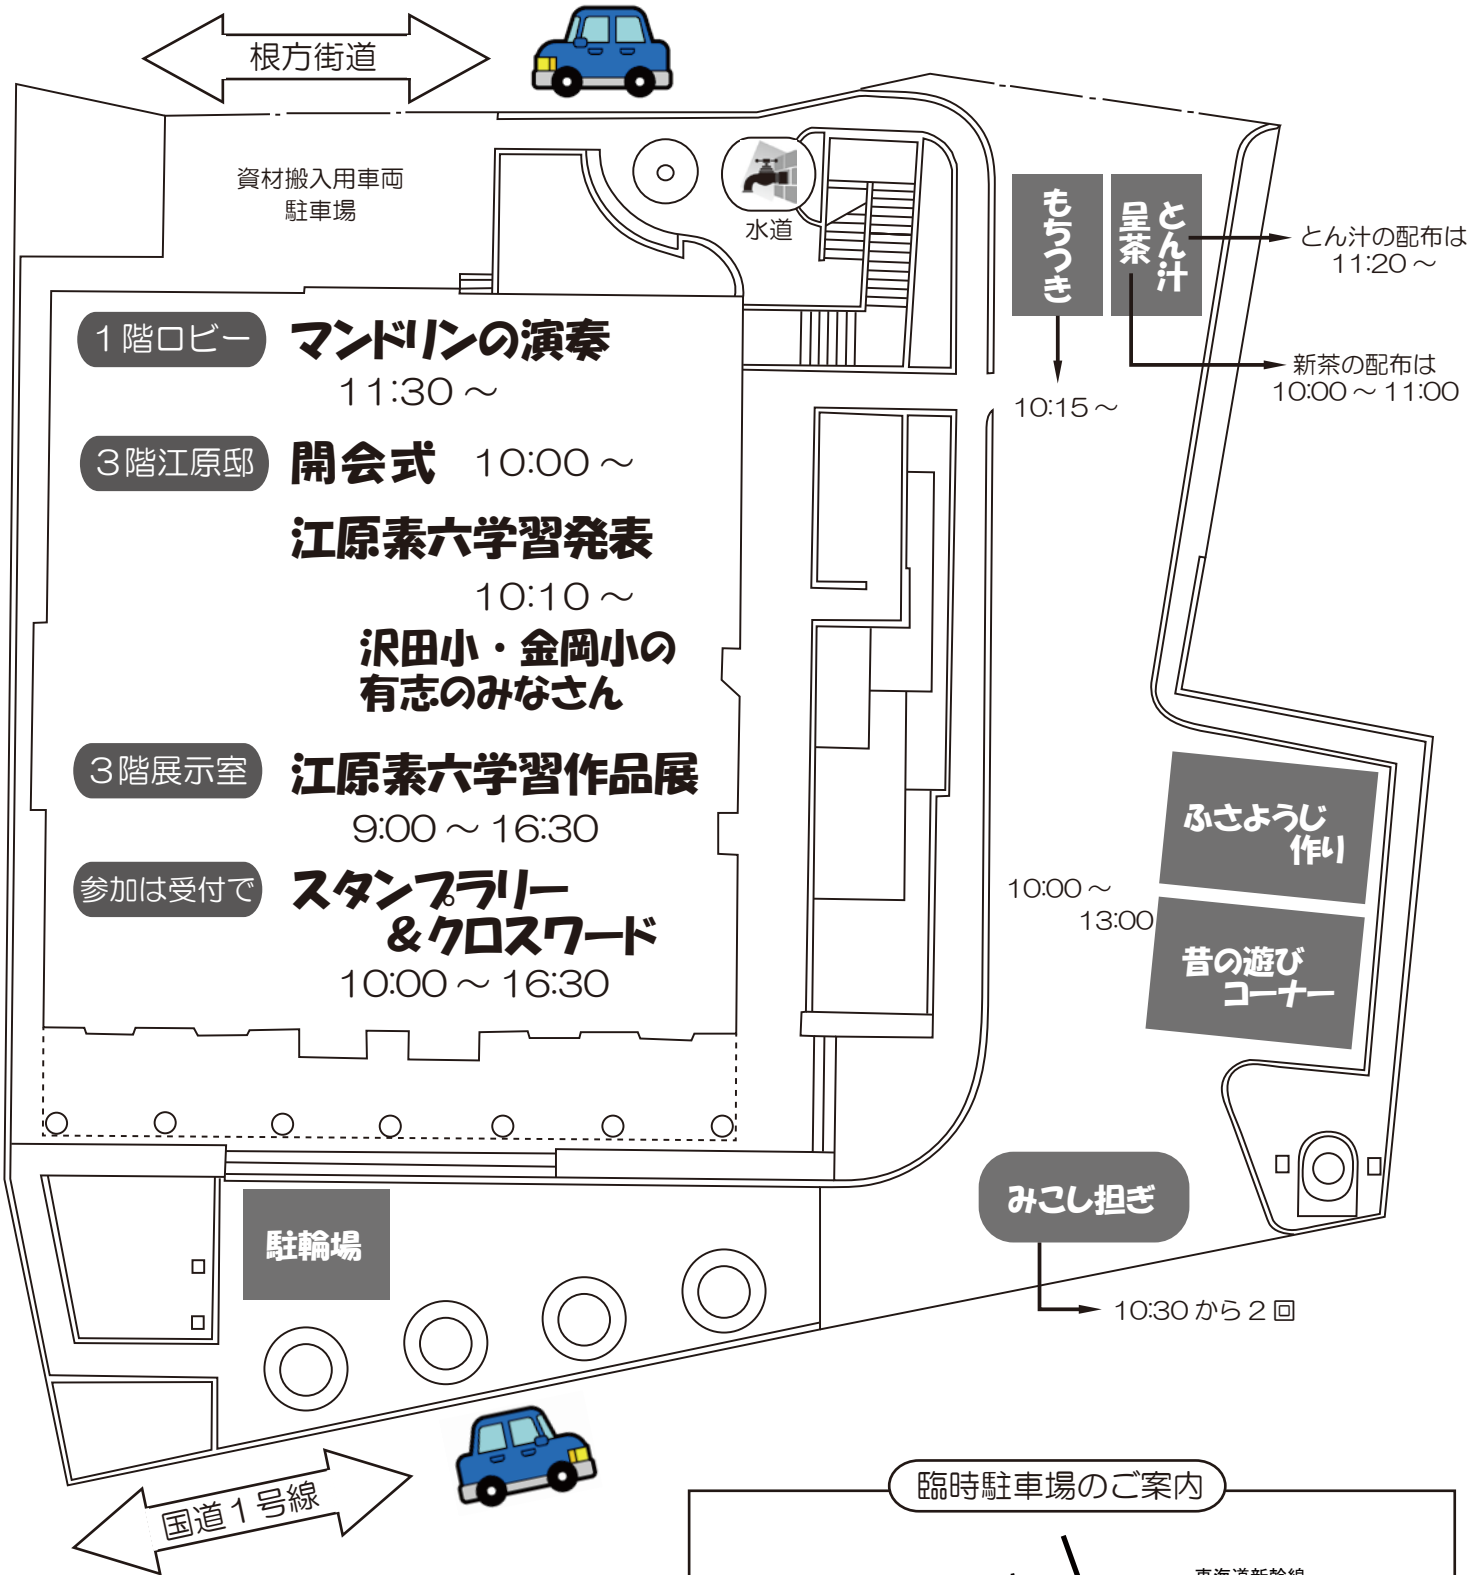 根方街道
資材搬入用車両
駐車場
水道
もちつき
とん汁
呈茶
とん汁の配布は
11:20～
新茶の配布は
10:00～11:00
10:15～
1階ロビー
マンドリンの演奏
11:30～
3階江原邸
開会式 10:00～
江原素六学習発表
10:10～
沢田小・金岡小の
有志のみなさん
3階展示室
江原素六学習作品展
9:00～16:30
参加は受付で
スタンプラリー
&クロスワード
10:00～16:30
ふさようじ
作り
10:00～
13:00
昔の遊び
コーナー
みこし担ぎ
10:30から2回
駐輪場
国道1号線
臨時駐車場のご案内
東海道新幹線